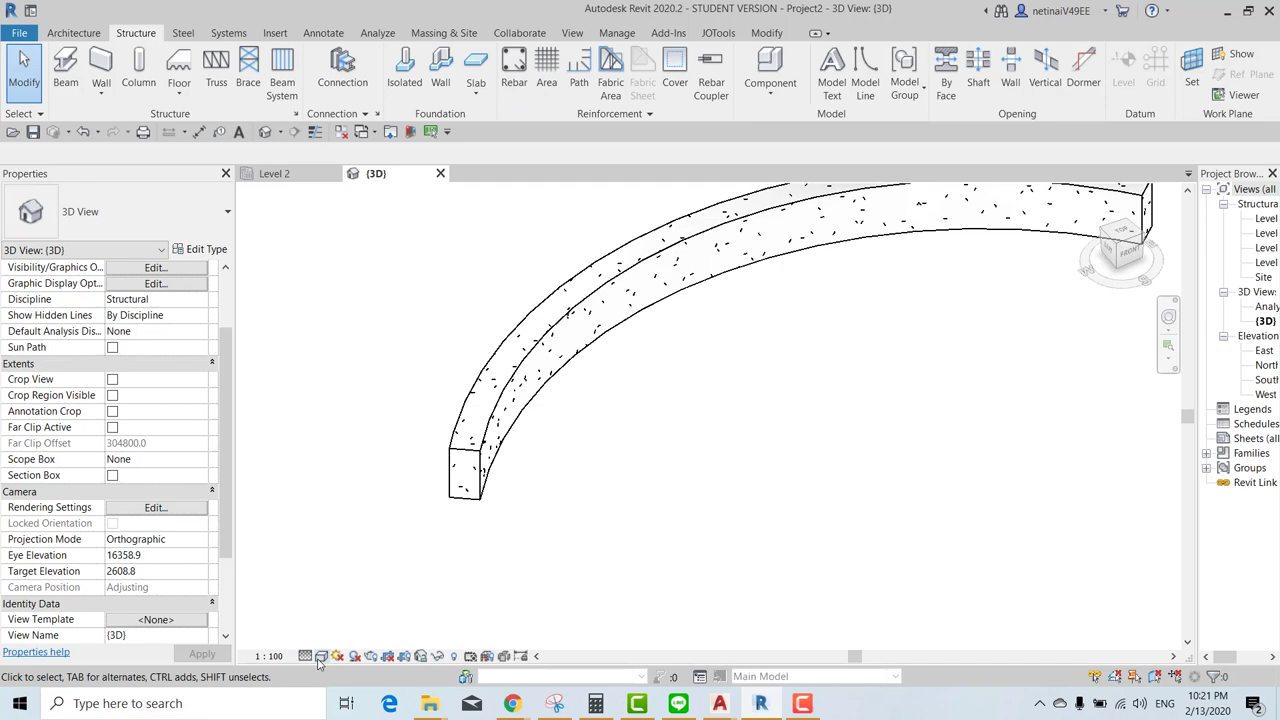 Autodesk Revit 2020.2 - STUDENT VERSION - Project2 - 3D View: {3D}
netinaiV49EE
File Architecture Structure Steel Systems Insert Annotate Analyze Massing & Site Collaborate View Manage Add-Ins JOTools Modify
Modify Beam Wall Column Floor Truss Brace Beam System Connection Isolated Wall Slab Rebar Area Path Fabric Area Fabric Sheet Cover Rebar Coupler Component Model Text Model Line Model Group By Face Shaft Wall Vertical Dormer Level Grid Set Show Ref Plane Viewer
Select Structure Connection Foundation Reinforcement Model Opening Datum Work Plane
Properties
Level 2
{3D}
Project Brow...
3D View
3D View: {3D}
Edit Type
Visibility/Graphics O... Edit...
Graphic Display Opt... Edit...
Discipline Structural
Show Hidden Lines By Discipline
Default Analysis Dis... None
Sun Path
Extents
Crop View
Crop Region Visible
Annotation Crop
Far Clip Active
Far Clip Offset 304800.0
Scope Box None
Section Box
Camera
Rendering Settings Edit...
Locked Orientation
Projection Mode Orthographic
Eye Elevation 16358.9
Target Elevation 2608.8
Camera Position Adjusting
Identity Data
View Template <None>
View Name {3D}
Properties help
Apply
TOP
FRONT
W
S
Views (all
Structura
Level
Level
Level
Level
Site
3D View:
Analy
{3D}
Elevation
East
North
Sout
West
Legends
Schedules
Sheets (al
Families
Groups
Revit Link
1 : 100
Click to select, TAB for alternates, CTRL adds, SHIFT unselects.
:0
Main Model
:0
Type here to search
ENG
10:21 PM
2/13/2020
2